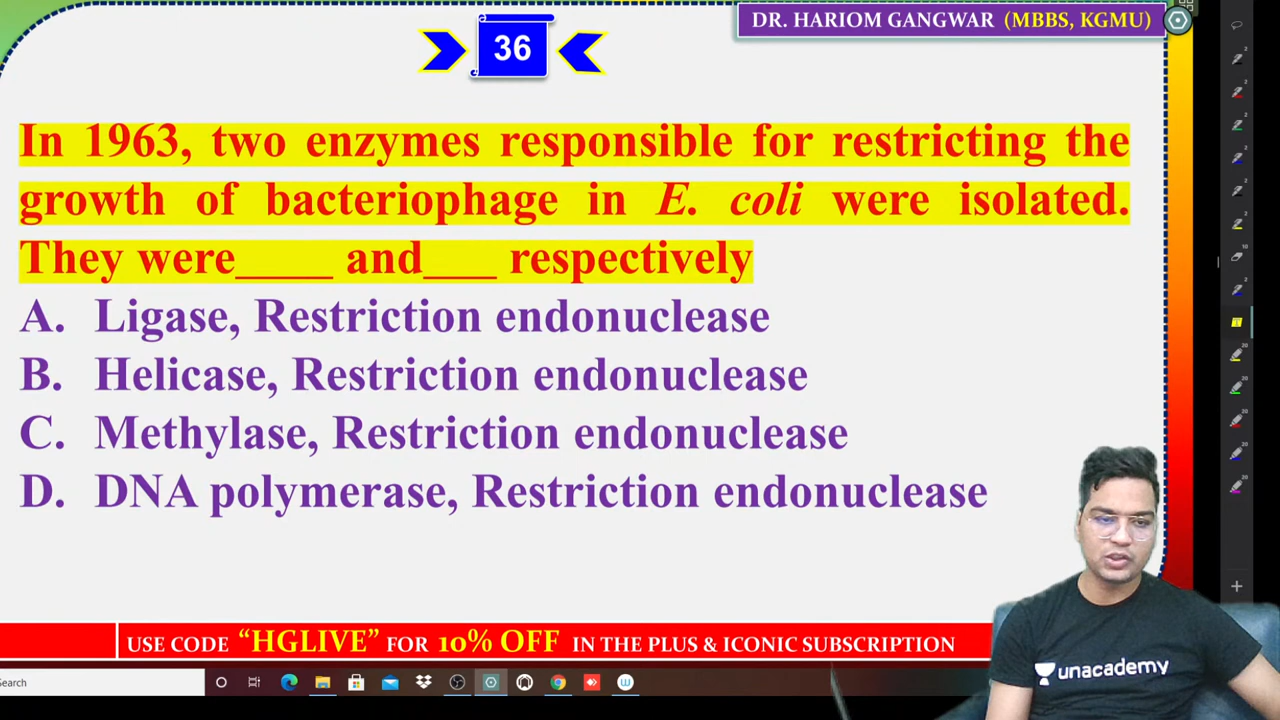 DR. HARIOM GANGWAR (MBBS, KGMU)
36
In 1963, two enzymes responsible for restricting the
growth of bacteriophage in E. coli were isolated.
They were____ and___ respectively
A. Ligase, Restriction endonuclease
B. Helicase, Restriction endonuclease
C. Methylase, Restriction endonuclease
D. DNA polymerase, Restriction endonuclease
unacademy
USE CODE “HGLIVE” FOR 10% OFF IN THE PLUS & ICONIC SUBSCRIPTION
Search